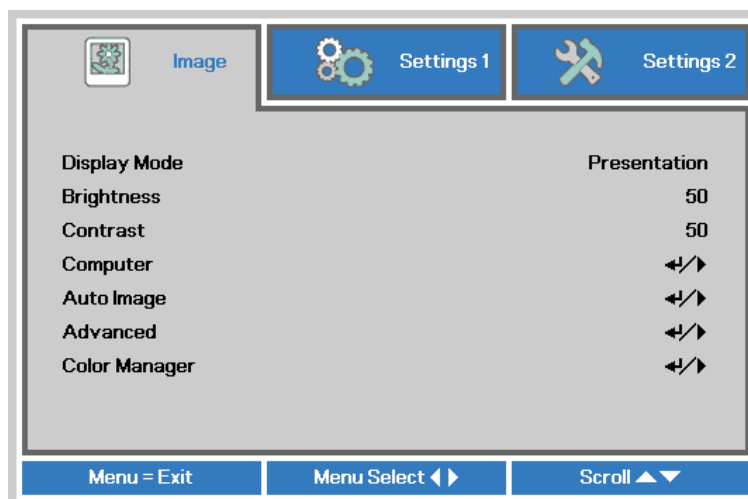 Image Settings 1 Settings 2
Display Mode Presentation
Brightness 50
Contrast 50
Computer ↵/▶
Auto Image ↵/▶
Advanced ↵/▶
Color Manager ↵/▶
Menu = Exit Menu Select ◀▶ Scroll ▲▼